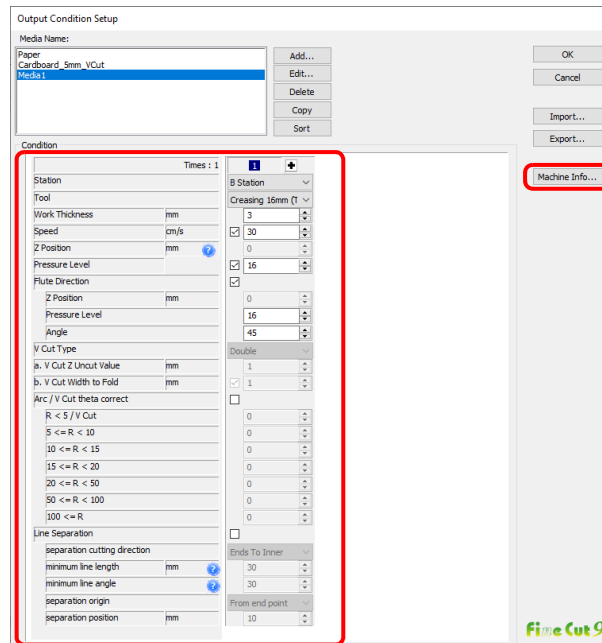 Output Condition Setup
Media Name:
Paper
Cardboard_5mm_VCut
Media1
Add...
Edit...
Delete
Copy
Sort
OK
Cancel
Import...
Export...
Machine Info...
Condition
Times : 1 1
Station B Station
Tool Creasing 16mm (T
Work Thickness mm 3
Speed cm/s 30
Z Position mm ? 0
Pressure Level 16
Flute Direction
Z Position mm 0
Pressure Level 16
Angle 45
V Cut Type Double
a. V Cut Z Uncut Value mm 1
b. V Cut Width to Fold mm 1
Arc / V Cut theta correct
R < 5 / V Cut 0
5 <= R < 10 0
10 <= R < 15 0
15 <= R < 20 0
20 <= R < 50 0
50 <= R < 100 0
100 <= R 0
Line Separation
separation cutting direction Ends To Inner
minimum line length mm ? 30
minimum line angle ? 30
separation origin From end point
separation position mm 10
Fine Cut 9